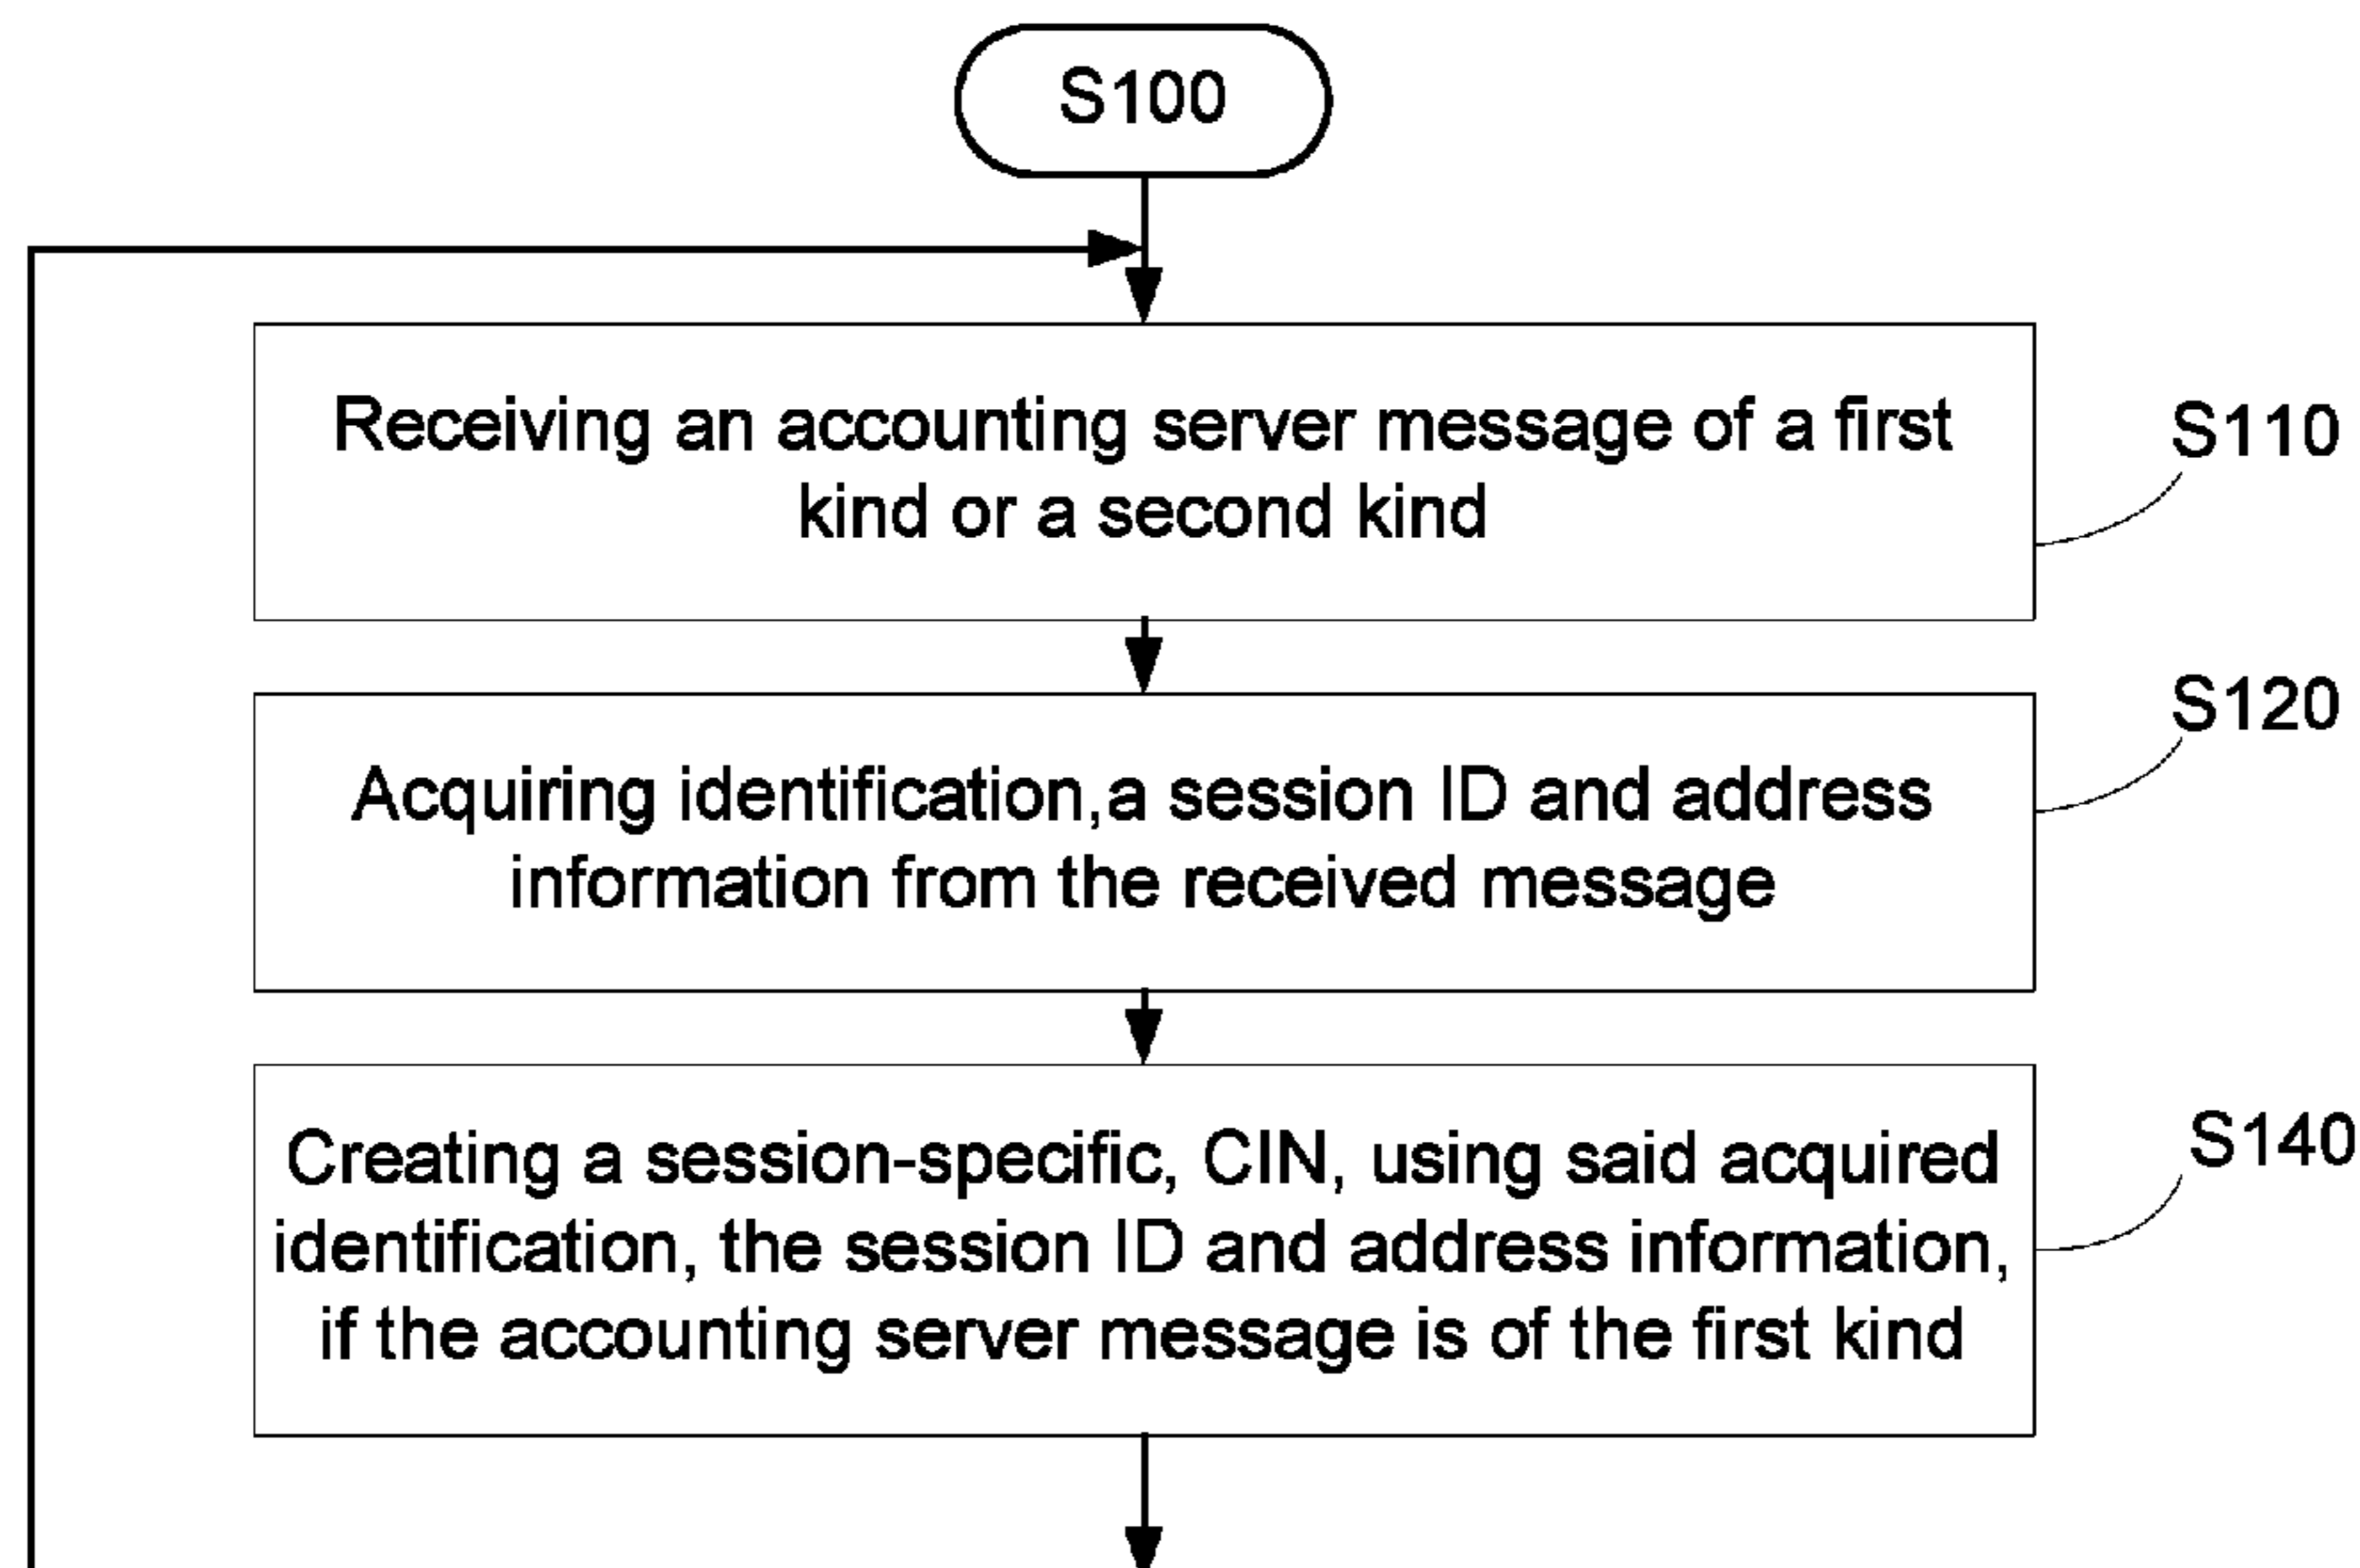 S100
Receiving an accounting server message of a first
kind or a second kind
S110
S120
Acquiring identification,a session ID and address
information from the received message
S140
Creating a session-specific, CIN, using said acquired
identification, the session ID and address information,
if the accounting server message is of the first kind